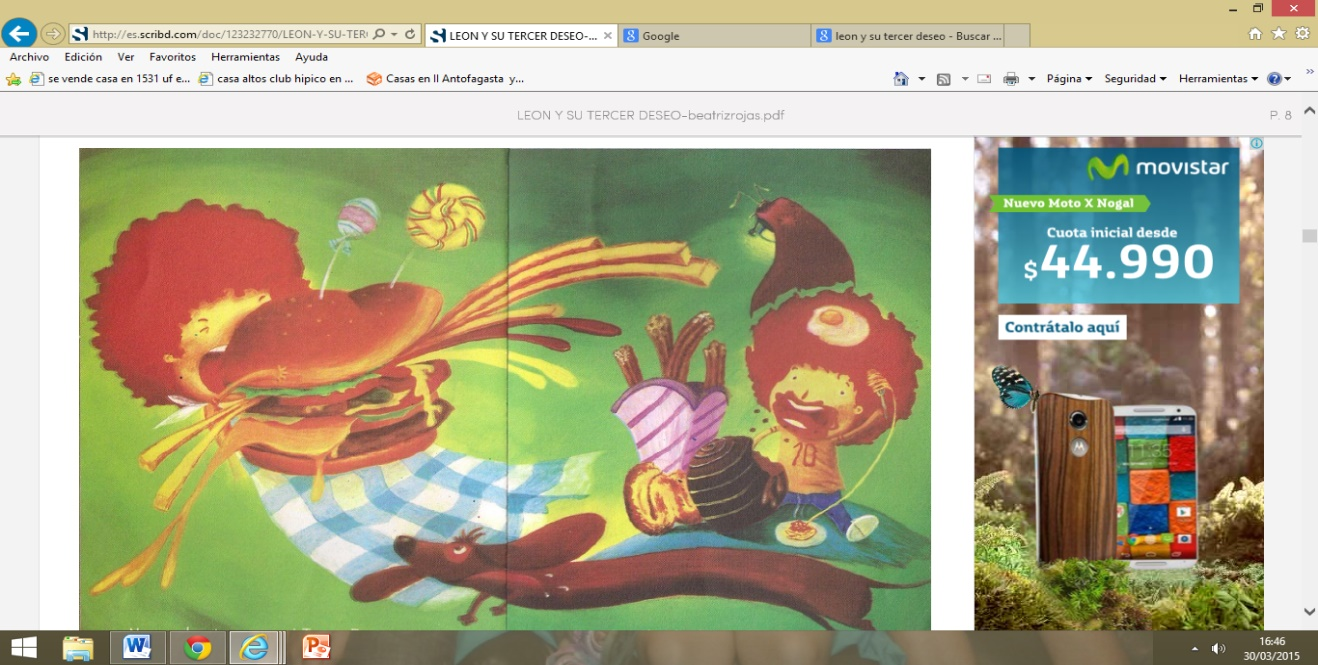 http://es.scribd.com/doc/123232770/LEON-Y-SU-TER
LEON Y SU TERCER DESEO-...
Google
leon y su tercer deseo - Buscar ...
Archivo Edición Ver Favoritos Herramientas Ayuda
se vende casa en 1531 uf e... casa altos club hipico en ... Casas en II Antofagasta y...
Página Seguridad Herramientas
LEON Y SU TERCER DESEO-beatrizrojas.pdf
P. 8
movistar
Nuevo Moto X Nogal
Cuota inicial desde
$44.990
Contrátalo aquí
11:35
10
16:46
30/03/2015